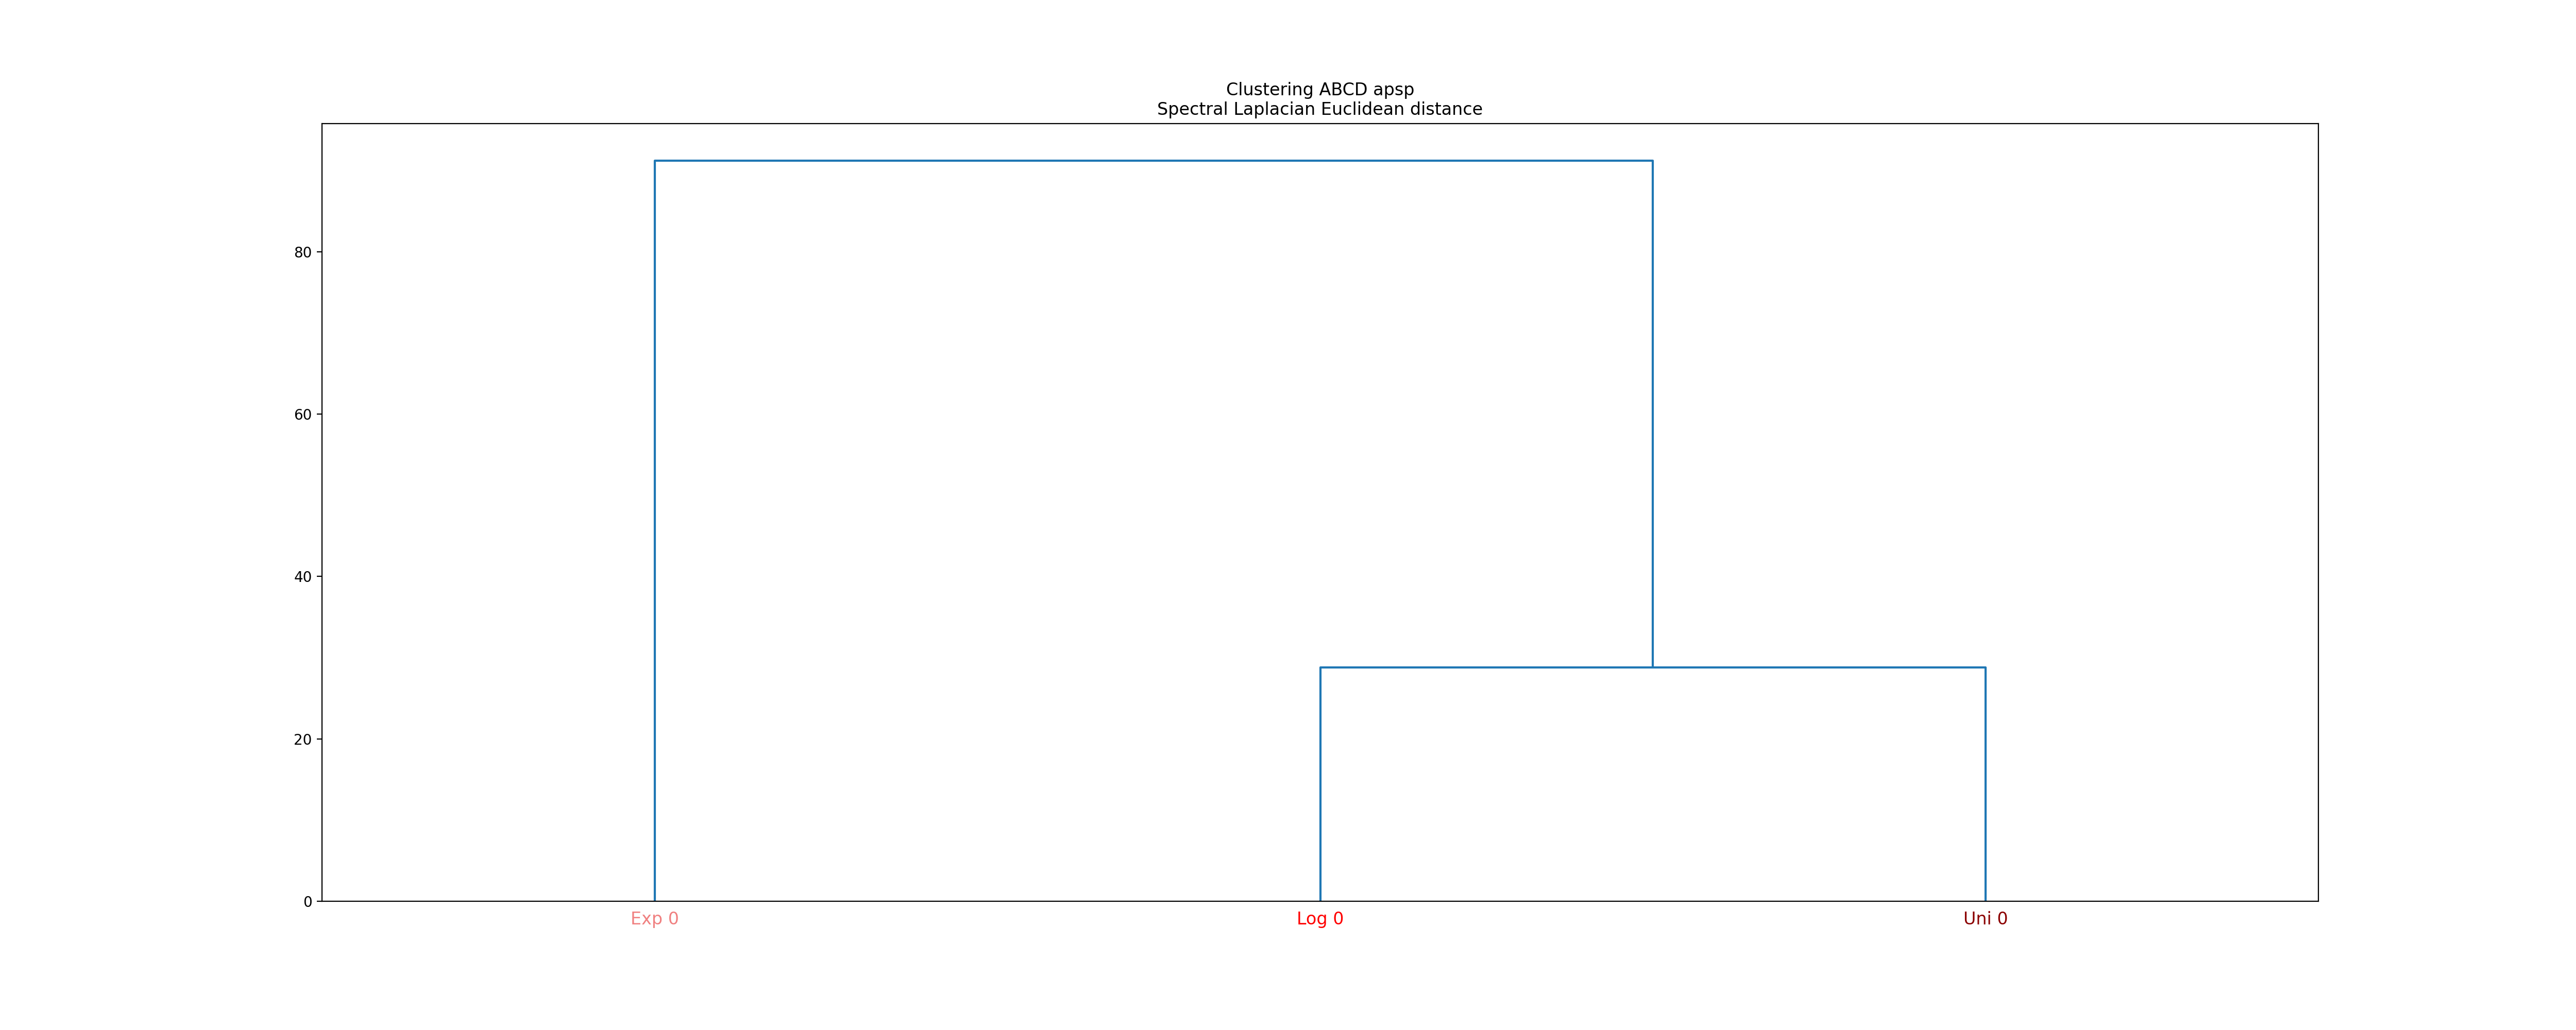 Clustering ABCD apsp
Spectral Laplacian Euclidean distance
80
60
40
20
0
Exp 0
Log 0
Uni 0